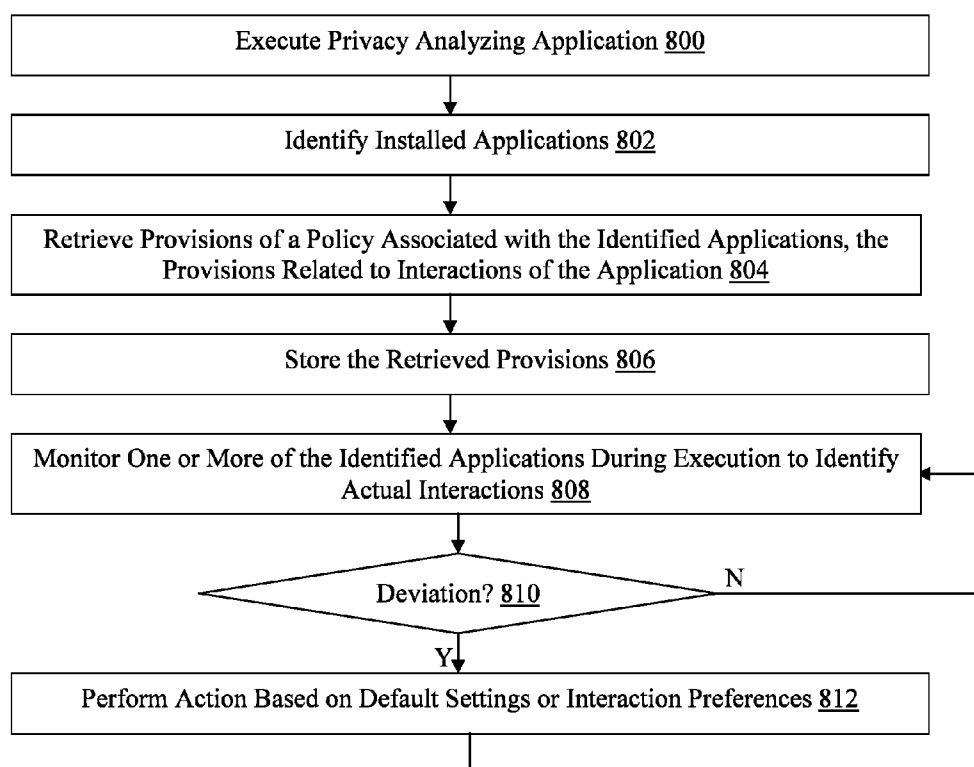 Execute Privacy Analyzing Application 800
Identify Installed Applications 802
Retrieve Provisions of a Policy Associated with the Identified Applications, the
Provisions Related to Interactions of the Application 804
Store the Retrieved Provisions 806
Monitor One or More of the Identified Applications During Execution to Identify
Actual Interactions 808
Deviation? 810
N
Y
Perform Action Based on Default Settings or Interaction Preferences 812